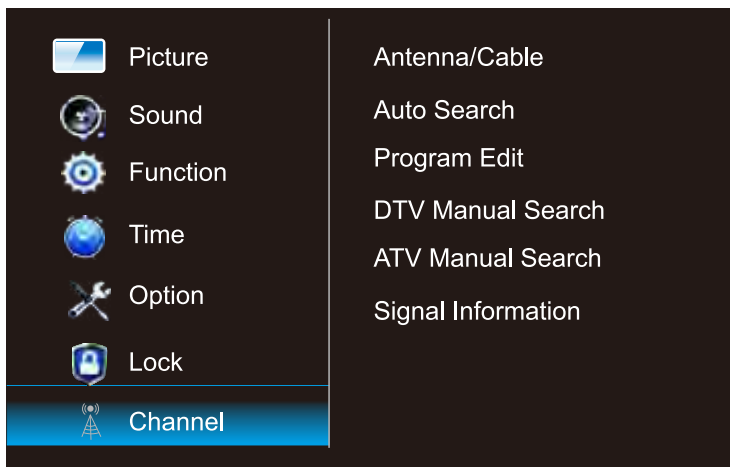 Picture
Sound
Function
Time
Option
Lock
Channel
Antenna/Cable
Auto Search
Program Edit
DTV Manual Search
ATV Manual Search
Signal Information